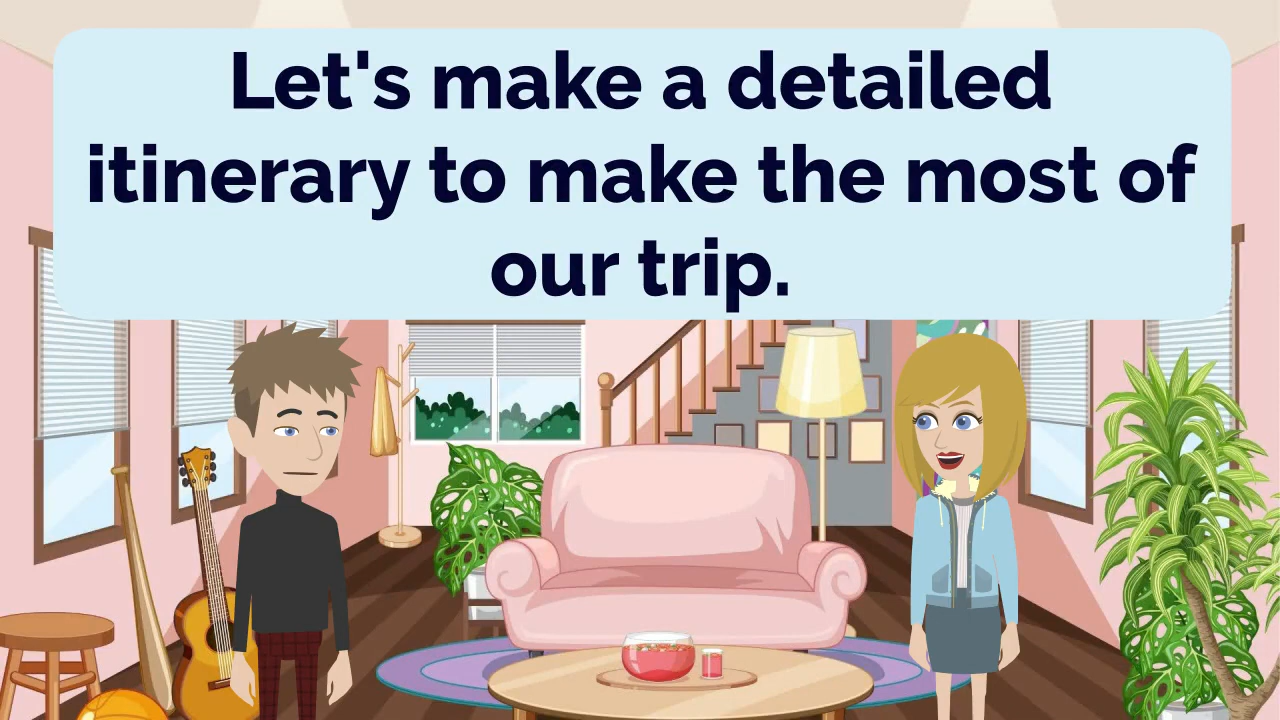 Let's make a detailed
itinerary to make the most of
our trip.